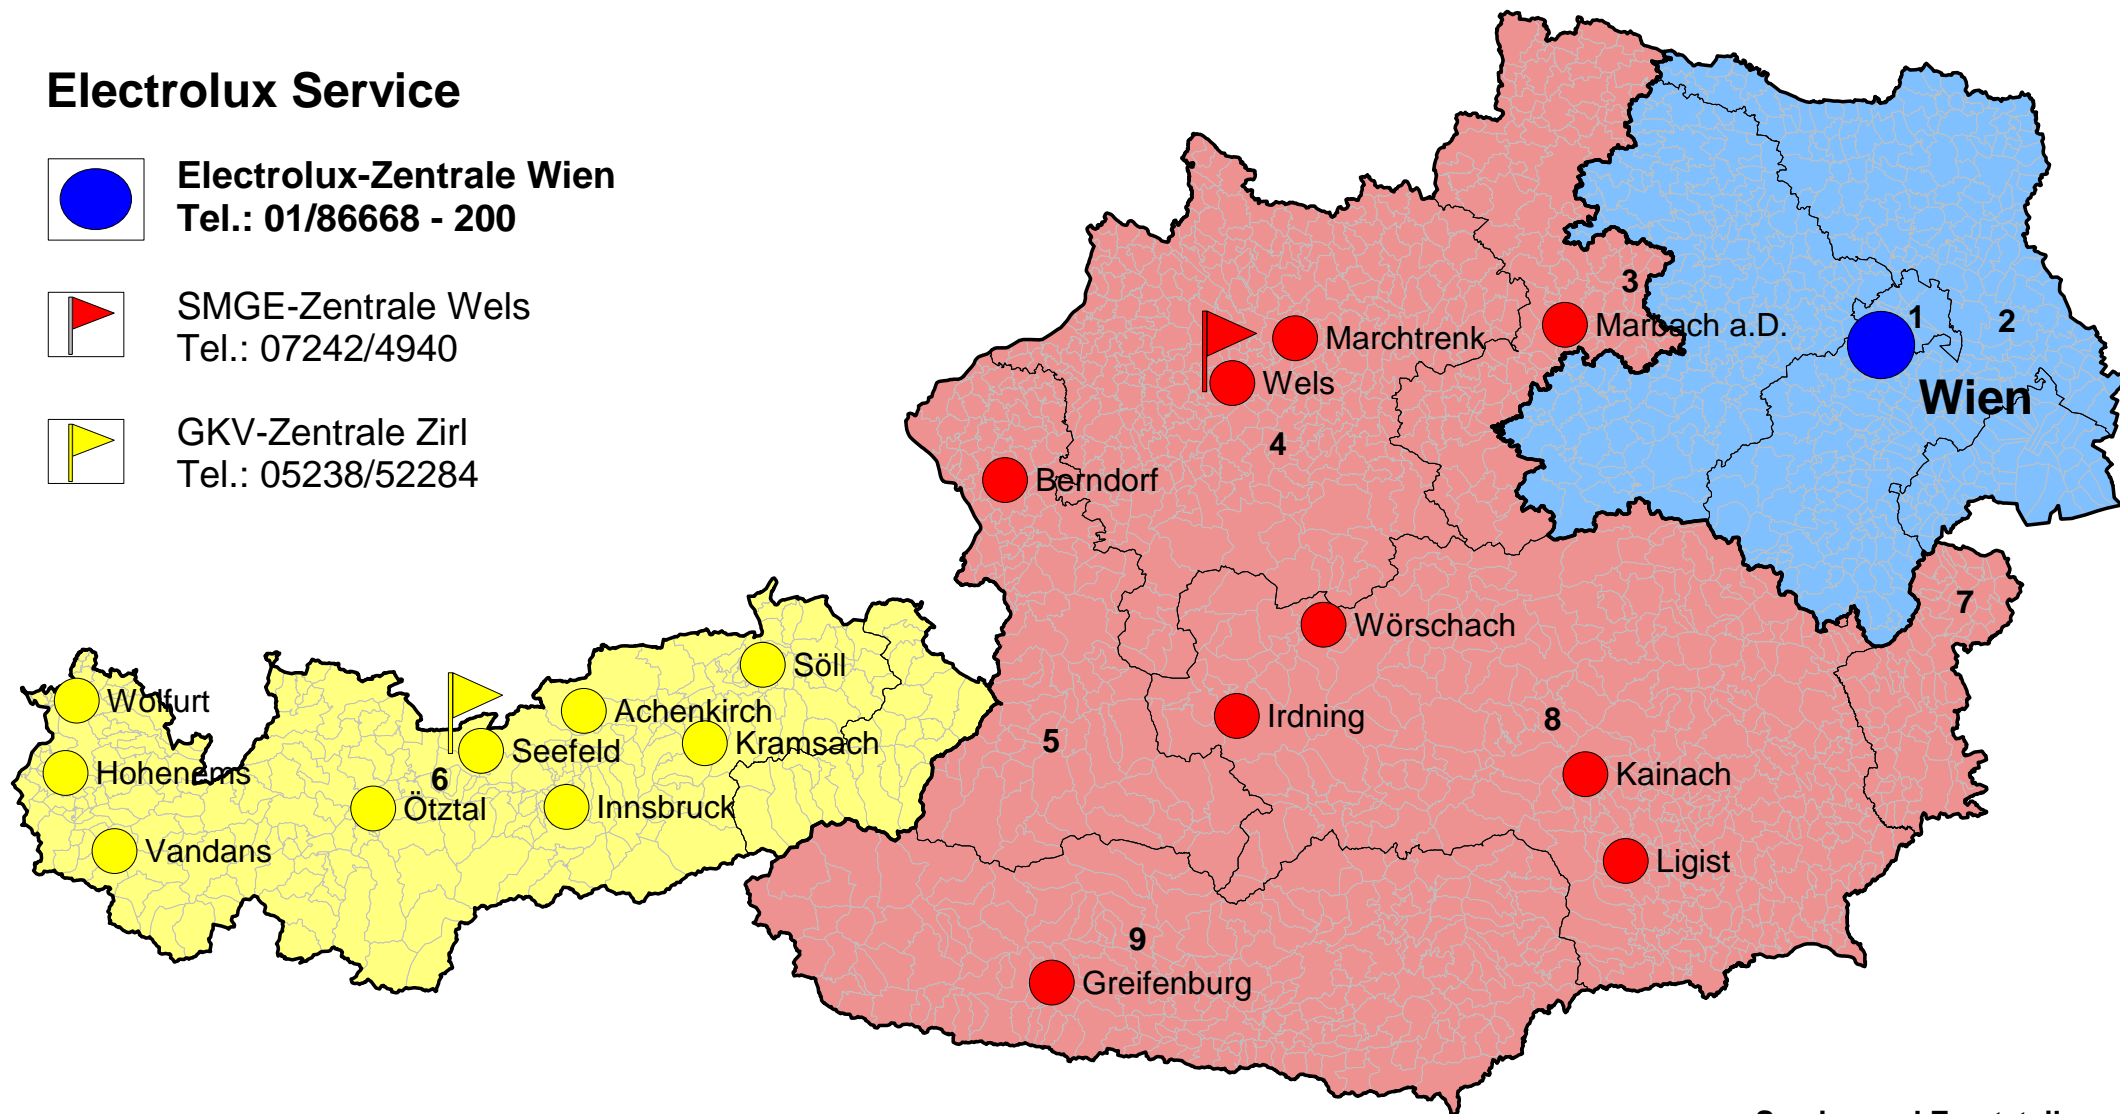 Electrolux Service
Electrolux-Zentrale Wien
Tel.: 01/86668 - 200
SMGE-Zentrale Wels
Tel.: 07242/4940
GKV-Zentrale Zirl
Tel.: 05238/52284
3
1
2
Marbach a.D.
Marchtrenk
Wels
Wien
4
Berndorf
7
Wörschach
Söll
Wolfurt
Achenkirch
Irdning
8
Kramsach
5
Seefeld
Hohenems
6
Kainach
Ötztal
Innsbruck
Vandans
Ligist
9
Greifenburg